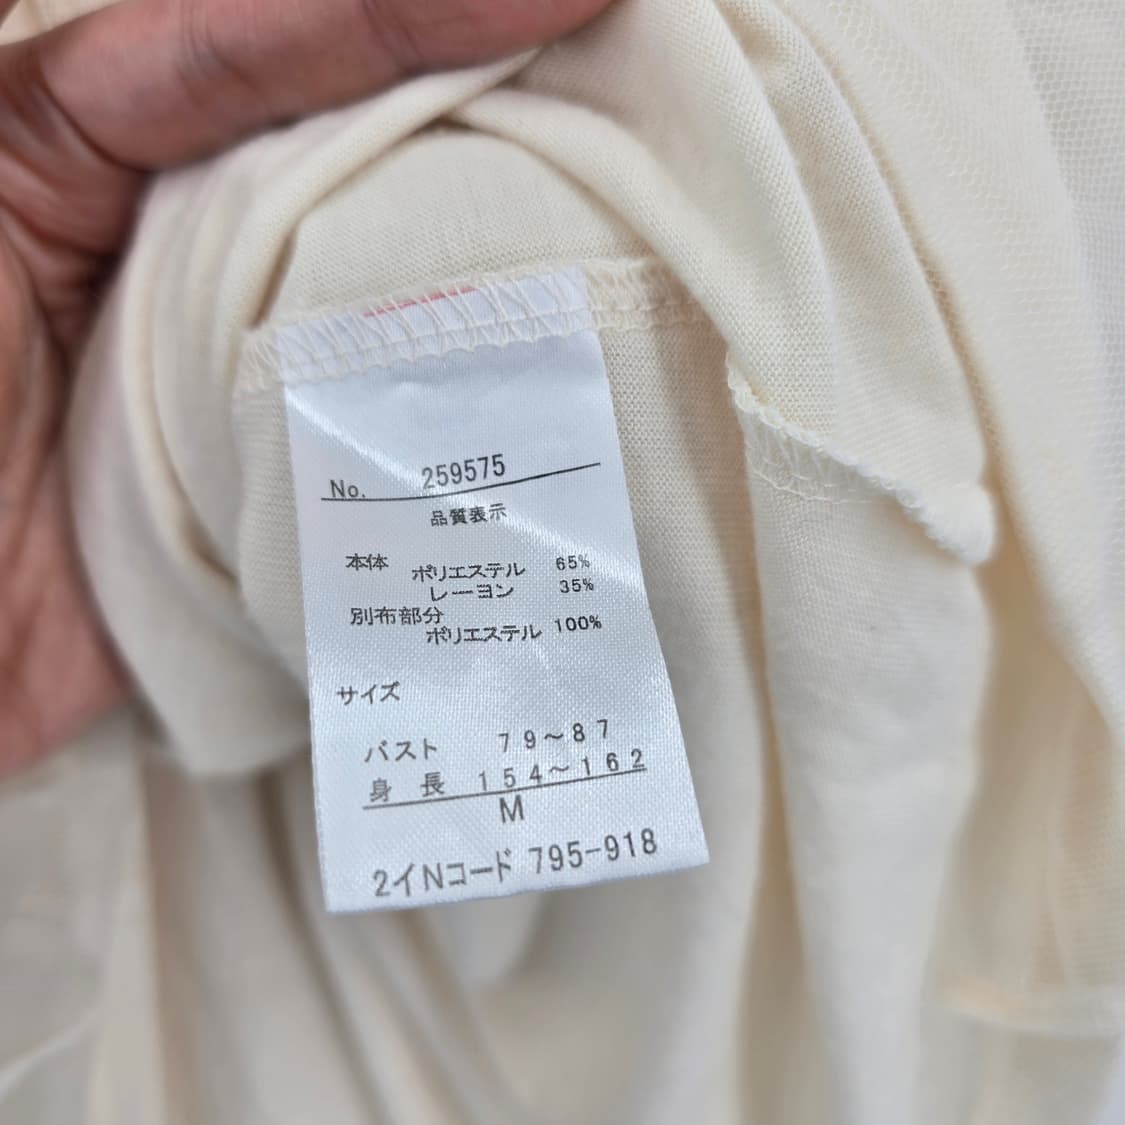 No. 259575
品質表示
本体 ポリエステル 65%
レーヨン 35%
別布部分
ポリエステル 100%
サイズ
バスト 79~87
身長 154~162
M
2イNコード 795-918